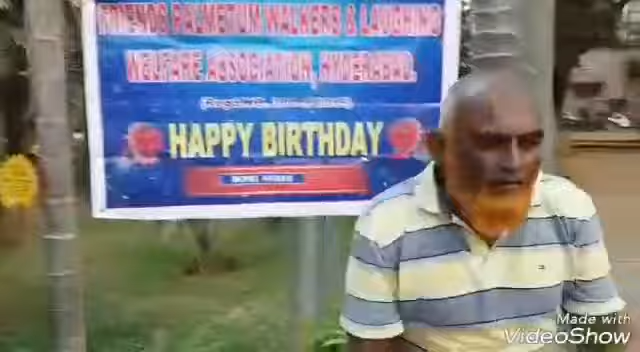 FRIENDS PALMETUM WALKERS & LAUGHING
WELFARE ASSOCIATION, HYDERABAD.
HAPPY BIRTHDAY
Made with
VideoShow